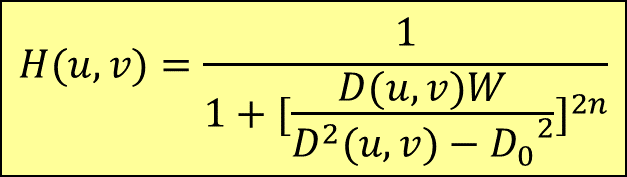 H(u, v) = 1 / (1 + [D(u, v)W / (D²(u, v) − D₀²)]²ⁿ)